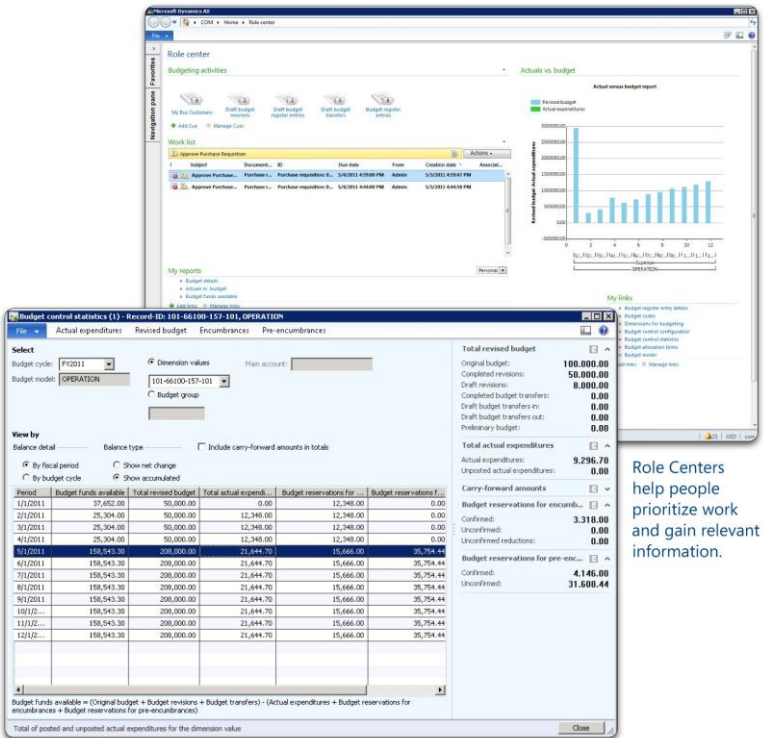 Microsoft Dynamics AX
COM ▸ Home ▸ Role center
File
Favorites
Navigation pane
Role center
Budgeting activities
My Bus Customers
Draft budget revisions
Draft budget register entries
Draft budget transfers
Budget register entries
Add Cue Manage Cues
Work list
Approve Purchase Requisition.
Actions
Subject Document... ID Due date From Creation date Associat...
Approve Purchase... Purchase r... Purchase requisition: 0... 5/4/2011 4:59:00 PM Admin 5/3/2011 4:59:47 PM
Approve Purchase... Purchase r... Purchase requisition: 0... Admin
My reports
Personal
Budget details
Actuals vs. budget
Budget funds available
Add links Manage links
Actuals vs. budget
Actual versus budget report
Revised budget
Actual expenditures
Revised budget Actual expenditures
0.00
0 2 4 6 8 10 12
Expense
OPERATION
My links
Budget register entry details
Budget codes
Dimensions for budgeting
Budget control configuration
Budget control statistics
Budget allocation terms
Budget model
Add links Manage links
USD
Budget control statistics (1) - Record-ID: 101-66100-157-101, OPERATION
File Actual expenditures Revised budget Encumbrances Pre-encumbrances
Select
Budget cycle: FY2011 Dimension values Main account:
Budget model: OPERATION 101-66100-157-101
Budget group
View by
Balance detail Balance type Include carry-forward amounts in totals
By fiscal period Show net change
By budget cycle Show accumulated
Period Budget funds available Total revised budget Total actual expendi... Budget reservations for ... Budget reservations f...
1/1/2011 37,652.00 50,000.00 0.00 12,348.00 0.00
2/1/2011 25,304.00 50,000.00 12,348.00 12,348.00 0.00
3/1/2011 25,304.00 50,000.00 12,348.00 12,348.00 0.00
4/1/2011 25,304.00 50,000.00 12,348.00 12,348.00 0.00
5/1/2011 158,543.30 208,000.00 21,644.70 15,666.00 35,754.44
6/1/2011 158,543.30 208,000.00 21,644.70 15,666.00 35,754.44
7/1/2011 158,543.30 208,000.00 21,644.70 15,666.00 35,754.44
8/1/2011 158,543.30 208,000.00 21,644.70 15,666.00 35,754.44
9/1/2011 158,543.30 208,000.00 21,644.70 15,666.00 35,754.44
10/1/2... 158,543.30 208,000.00 21,644.70 15,666.00 35,754.44
11/1/2... 158,543.30 208,000.00 21,644.70 15,666.00 35,754.44
12/1/2... 158,543.30 208,000.00 21,644.70 15,666.00 35,754.44
Budget funds available = (Original budget + Budget revisions + Budget transfers) - (Actual expenditures + Budget reservations for
encumbrances + Budget reservations for pre-encumbrances)
Total of posted and unposted actual expenditures for the dimension value
Close
Total revised budget
Original budget: 100.000.00
Completed revisions: 50.000.00
Draft revisions: 8.000.00
Completed budget transfers: 0.00
Draft budget transfers in: 0.00
Draft budget transfers out: 0.00
Preliminary budget: 0.00
Total actual expenditures
Actual expenditures: 9.296.70
Unposted actual expenditures: 0.00
Carry-forward amounts
Budget reservations for encumb...
Confirmed: 3.318.00
Unconfirmed: 0.00
Unconfirmed reductions: 0.00
Budget reservations for pre-enc...
Confirmed: 4.146.00
Unconfirmed: 31.608.44
Role Centers
help people
prioritize work
and gain relevant
information.